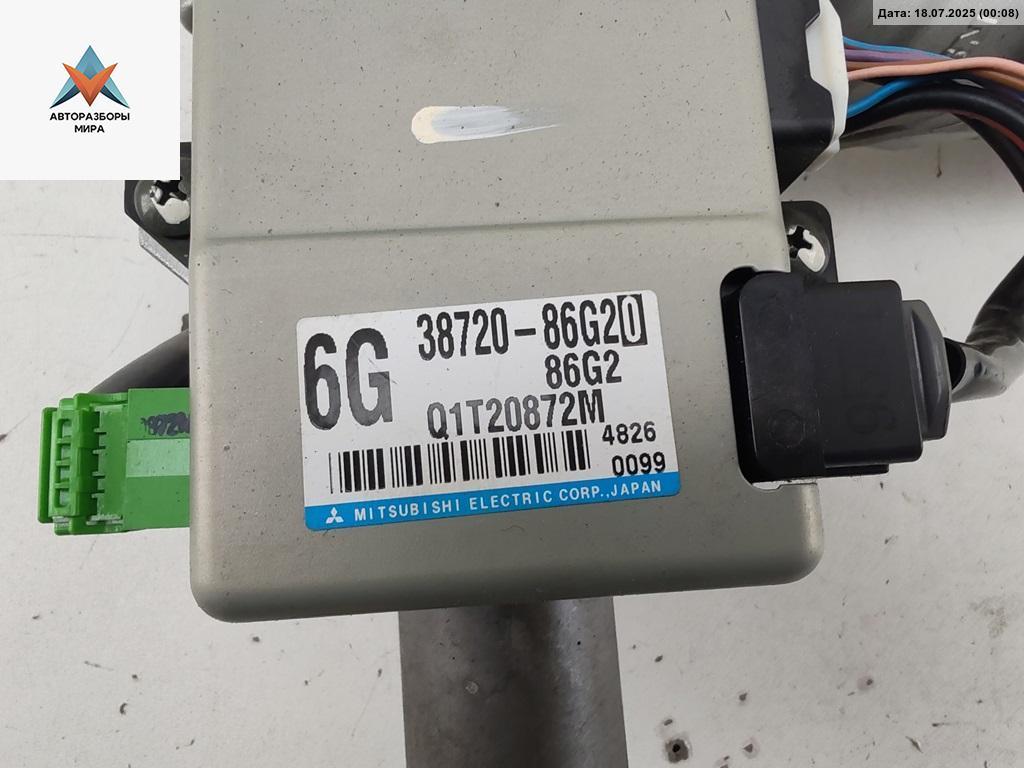 Дата: 18.07.2025 (00:08)
АВТОРАЗБОРЫ
МИРА
6G
38720-86G20
86G2
Q1T20872M
4826
0099
MITSUBISHI ELECTRIC CORP.,JAPAN